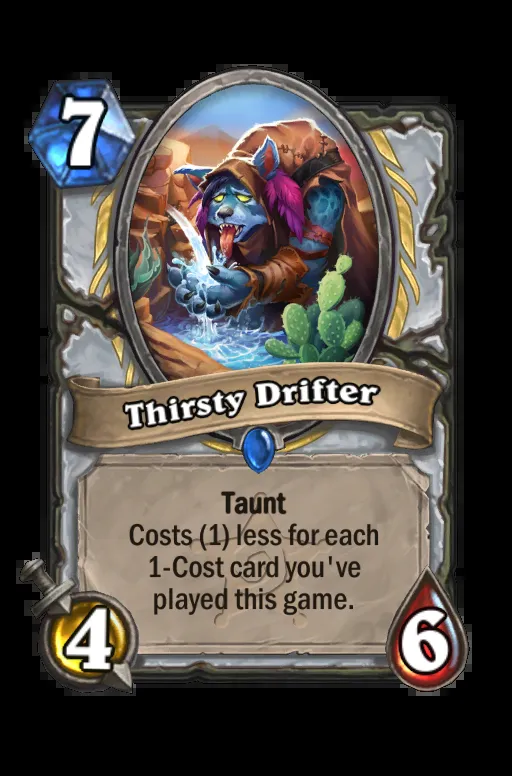 7
Thirsty Drifter
Taunt
Costs (1) less for each
1-Cost card you've
played this game.
4
6